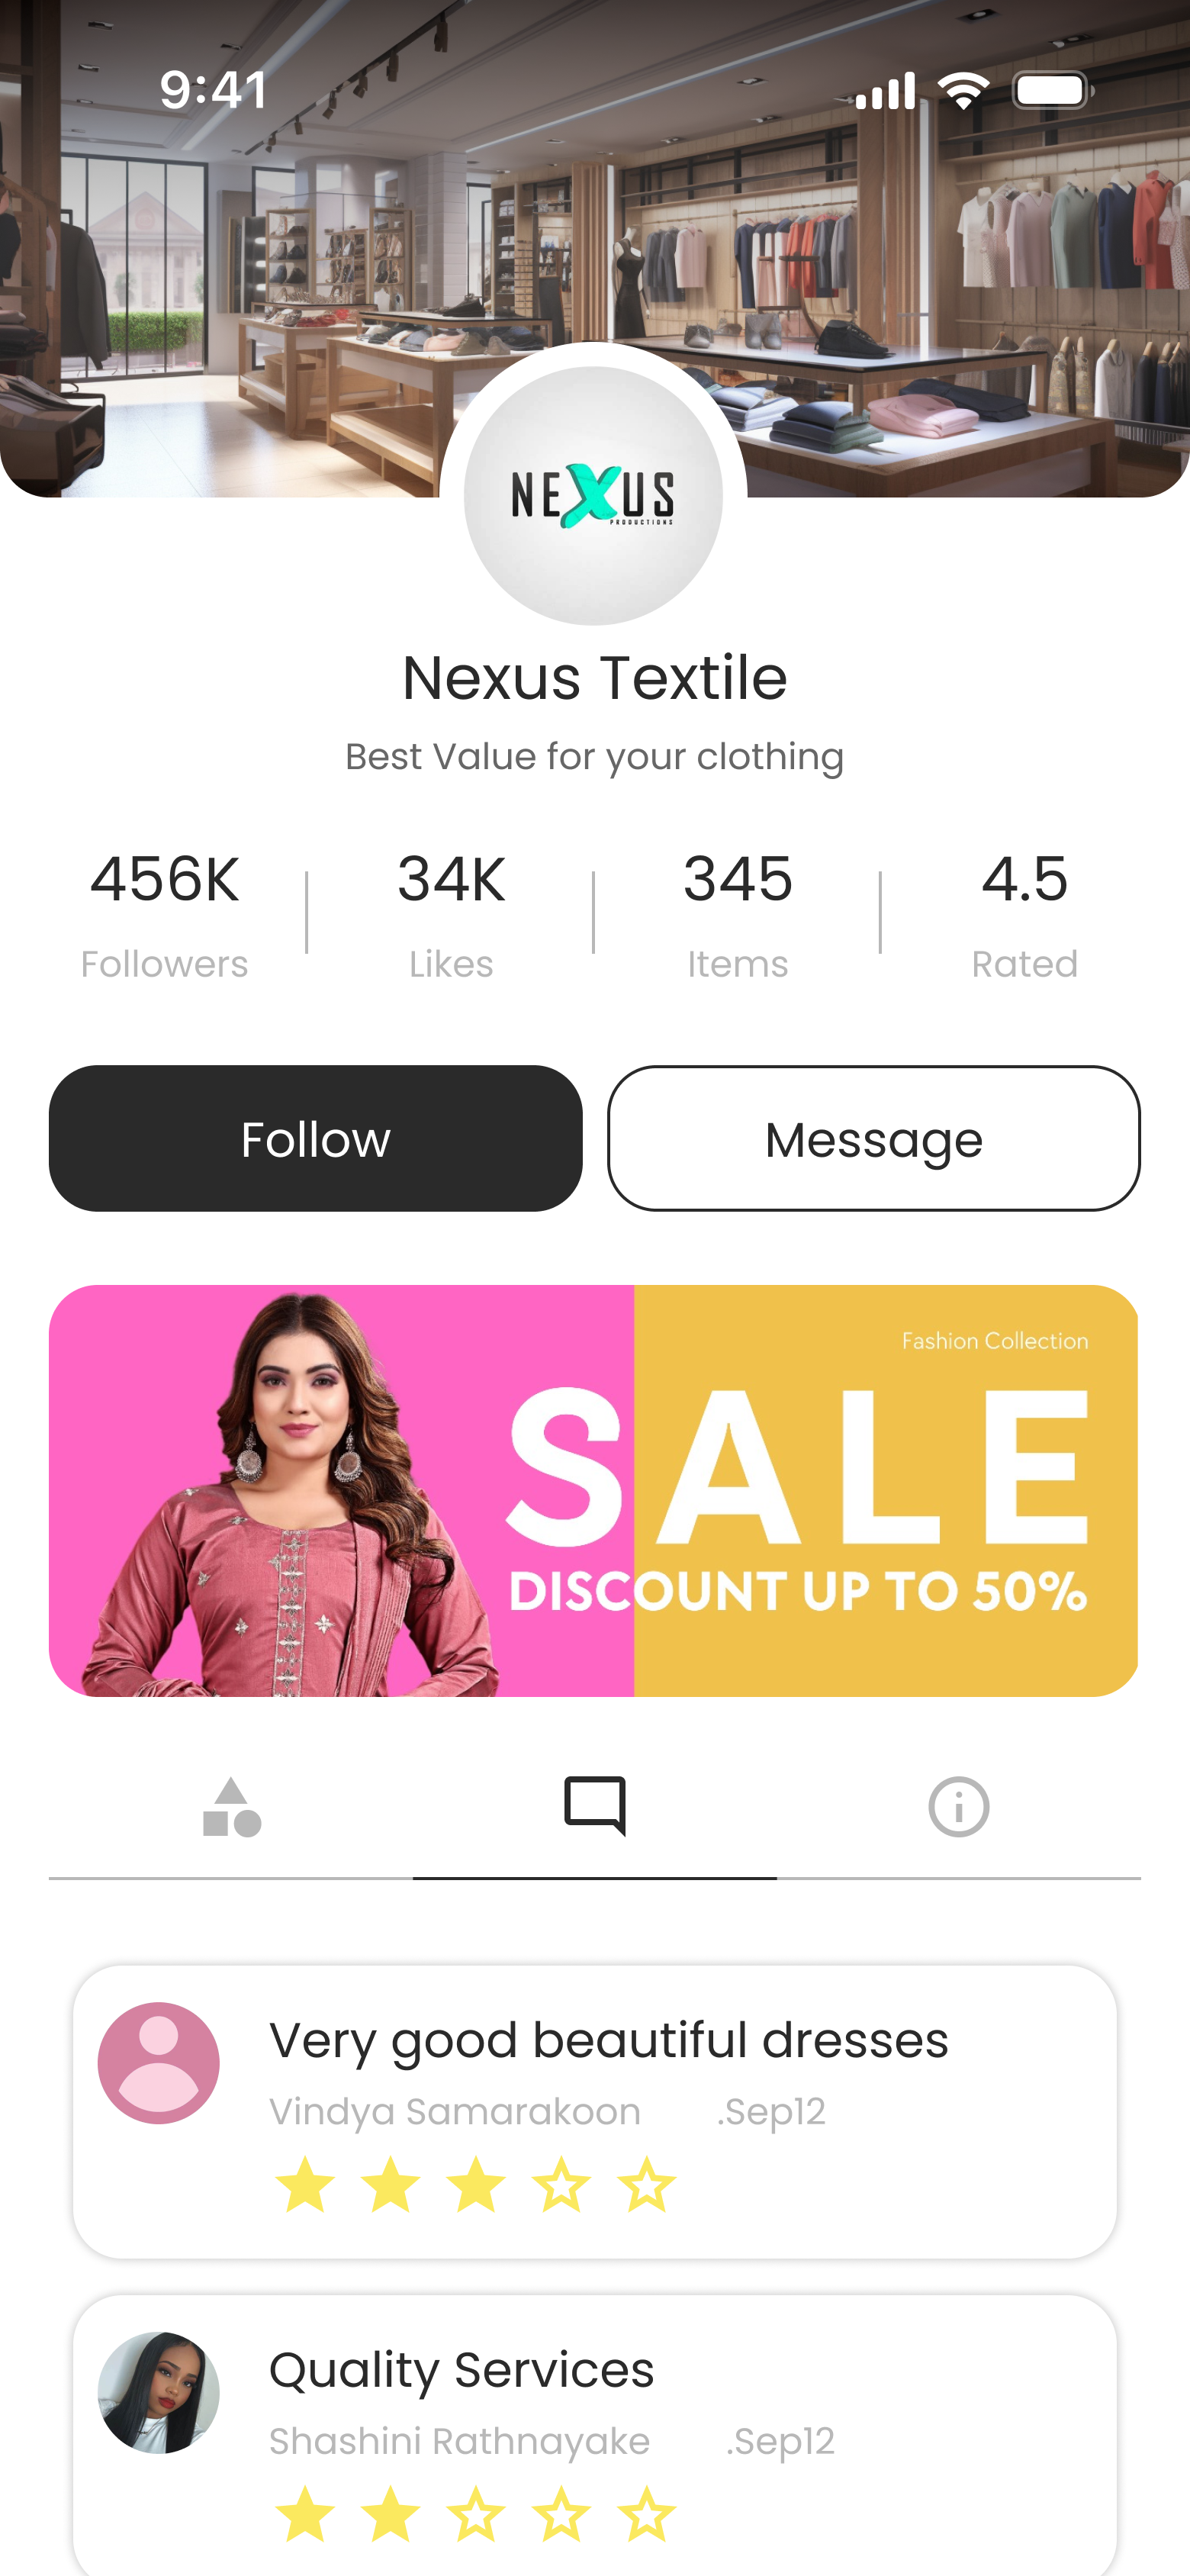 9:41
NEXUS
PRODUCTIONS
Nexus Textile
Best Value for your clothing
456K 34K 345 4.5
Followers Likes Items Rated
Follow Message
Fashion Collection
SALE
DISCOUNT UP TO 50%
Very good beautiful dresses
Vindya Samarakoon .Sep12
Quality Services
Shashini Rathnayake .Sep12